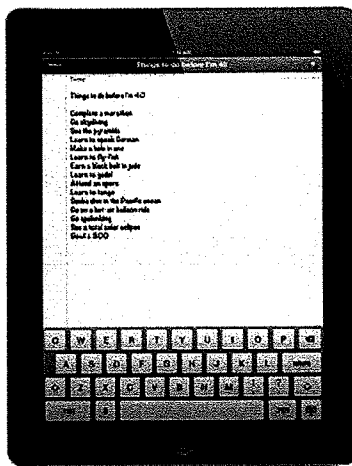 Things to do before I'm 40
Today
Things to do before I'm 40
Complete a marathon
Go skydiving
See the pyramids
Learn to speak German
Make a hole in one
Learn to fly-fish
Earn a black belt in judo
Learn to yodel
Attend an opera
Learn to tango
Scuba dive in the Pacific ocean
Go on a hot-air balloon ride
Go spelunking
See a total solar eclipse
Bowl a 300
Q W E R T Y U I O P
A S D F G H J K L
Z X C V B N M